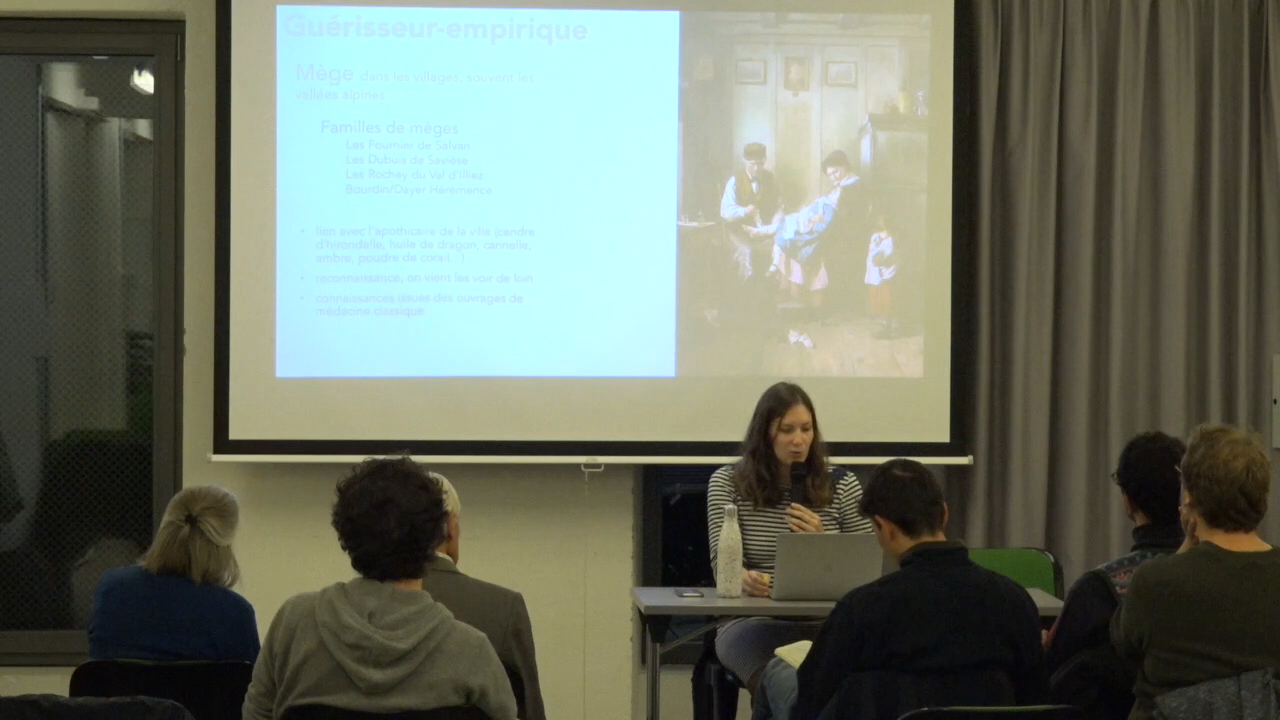 Guérisseur-empirique
Mège dans les villages, souvent les
vallées alpines
Familles de mèges
Les Fournier de Salvan
Les Dubuis de Savièse
Les Rochey du Val d'Illiez
Bourdin/Dayer Hérémence
• lien avec l'apothicaire de la ville (cendre
d'hirondelle, huile de dragon, cannelle,
ambre, poudre de corail...)
• reconnaissance, on vient les voir de loin
• connaissances issues des ouvrages de
médecine classique